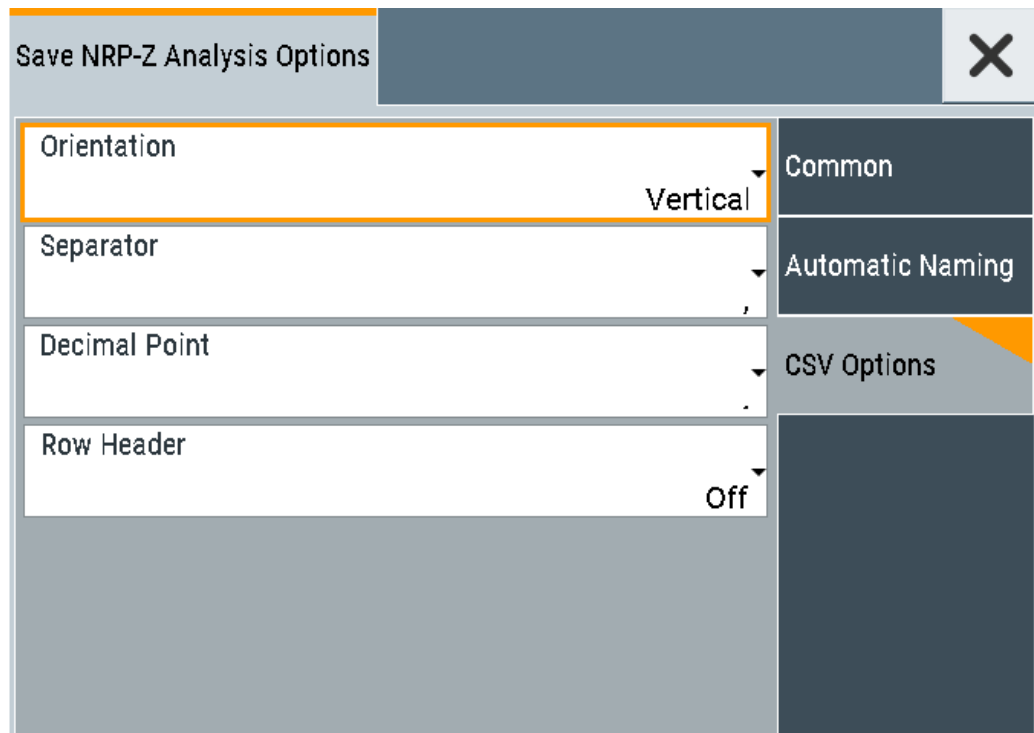 Save NRP-Z Analysis Options
Orientation
Vertical
Separator
,
Decimal Point
.
Row Header
Off
Common
Automatic Naming
CSV Options